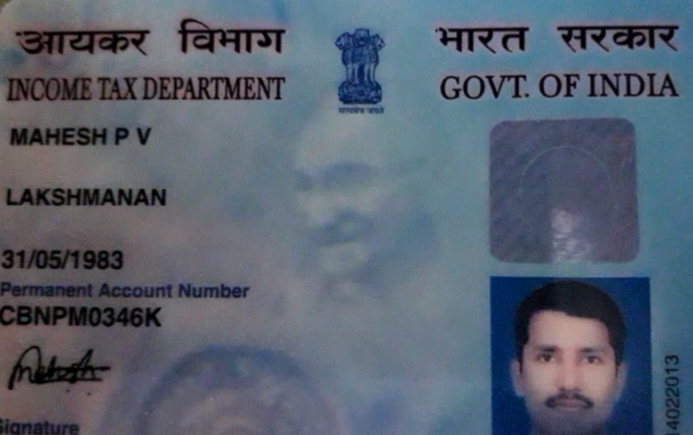 आयकर विभाग
INCOME TAX DEPARTMENT
भारत सरकार
GOVT. OF INDIA
सत्यमेव जयते
MAHESH P V
LAKSHMANAN
31/05/1983
Permanent Account Number
CBNPM0346K
Mahesh
Signature
14022013